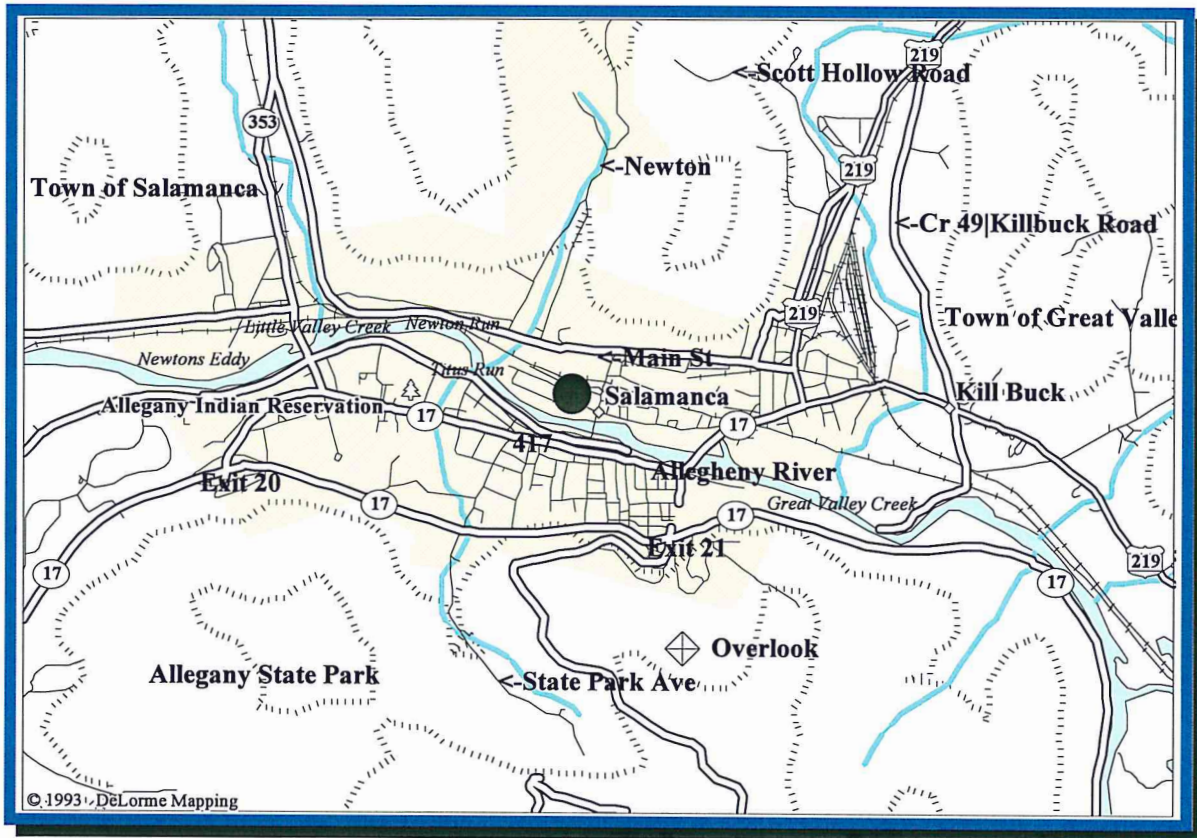 219
<-Scott Hollow Road
353
<-Newton
219
Town of Salamanca
<-Cr 49|Killbuck Road
219
Town of Great Valle
Little Valley Creek
Newton Run
Newtons Eddy
<-Main St
Titus Run
Salamanca
Kill Buck
Allegany Indian Reservation
17
17
417
Allegheny River
Exit 20
17
Great Valley Creek
17
Exit 21
219
17
17
Overlook
Allegany State Park
<-State Park Ave
© 1993 DeLorme Mapping